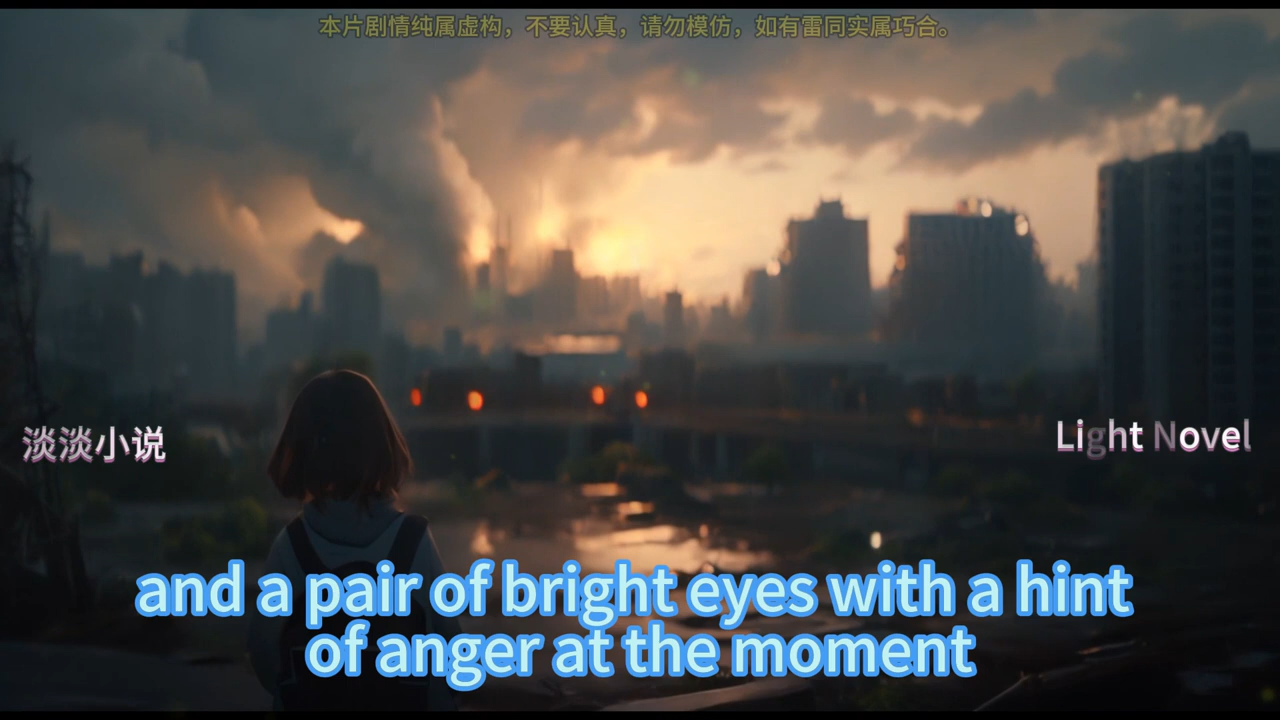 本片剧情纯属虚构，不要认真，请勿模仿，如有雷同实属巧合。
淡淡小说
Light Novel
and a pair of bright eyes with a hint
of anger at the moment